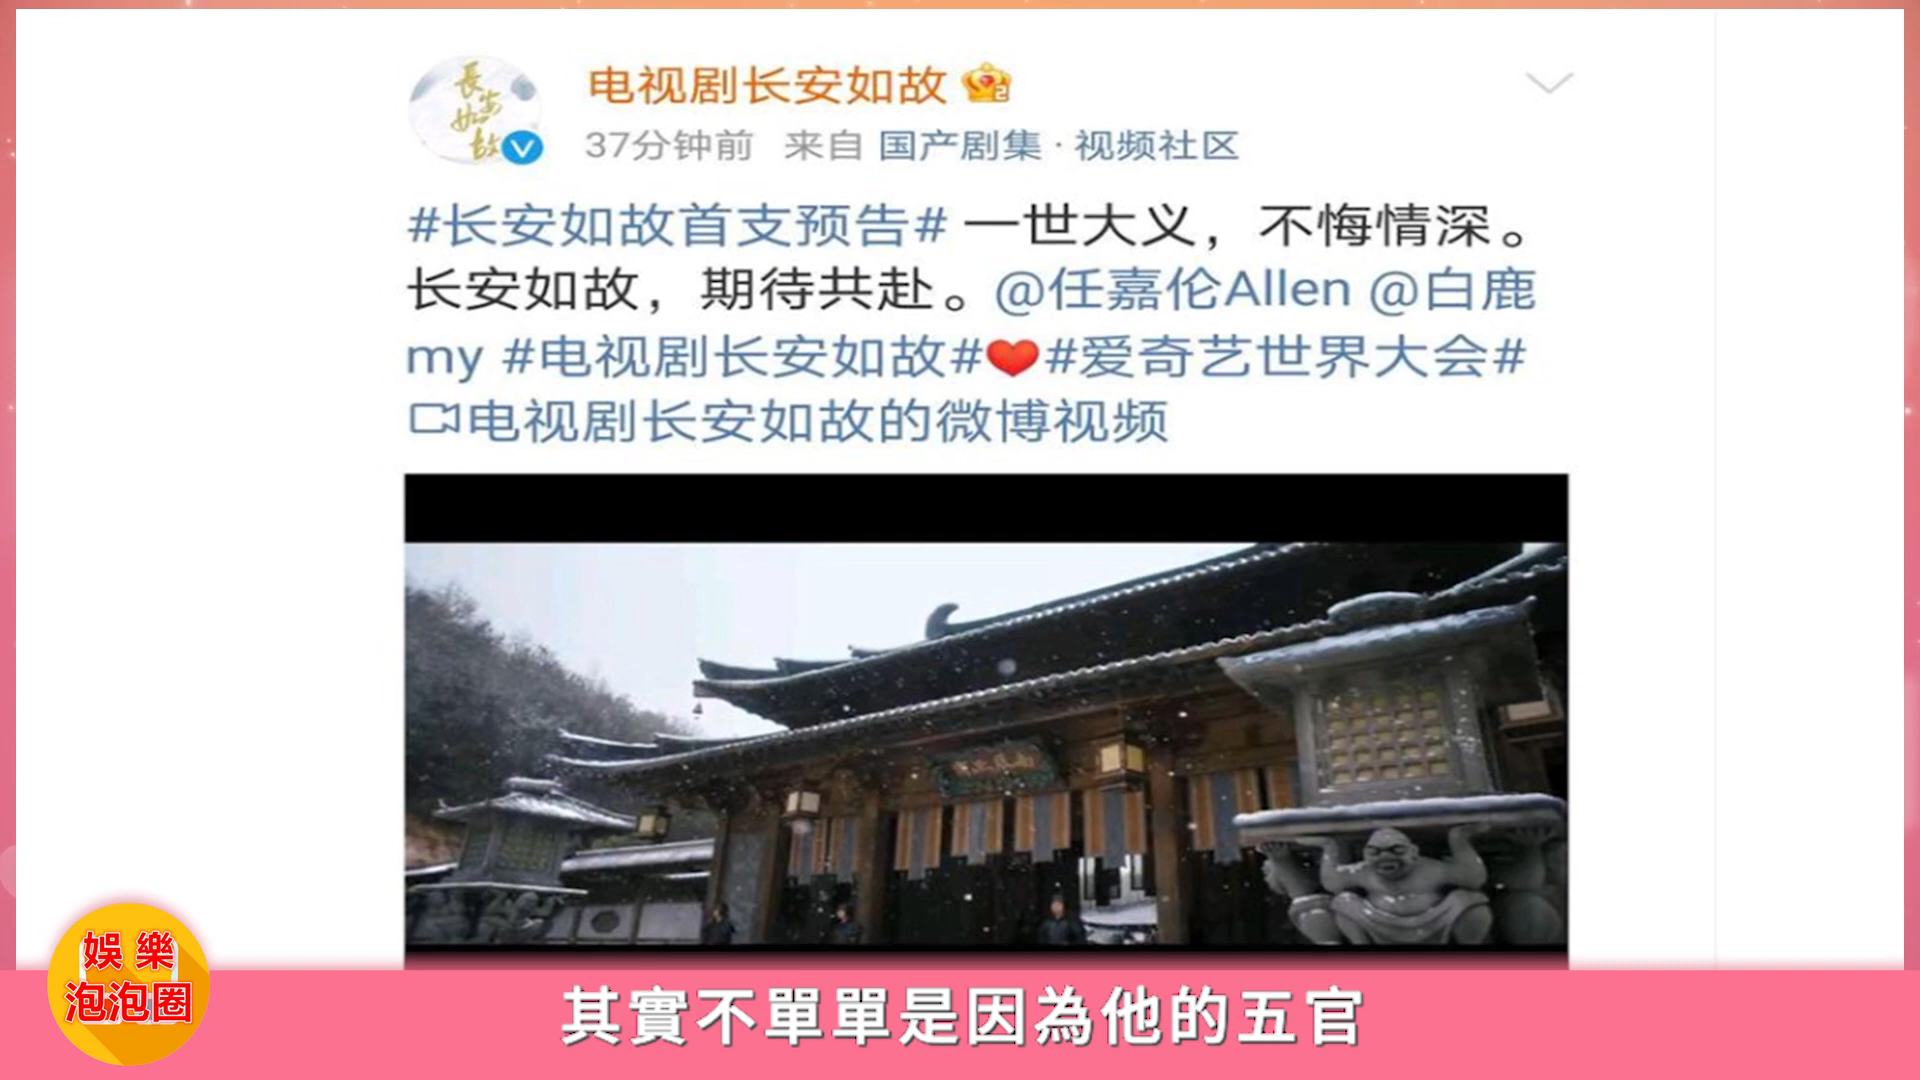 長安如故
电视剧长安如故
37分钟前 来自 国产剧集·视频社区
#长安如故首支预告# 一世大义，不悔情深。
长安如故，期待共赴。@任嘉伦Allen @白鹿
my #电视剧长安如故#❤#爱奇艺世界大会#
电视剧长安如故的微博视频
娛樂
泡泡圈
其實不單單是因為他的五官